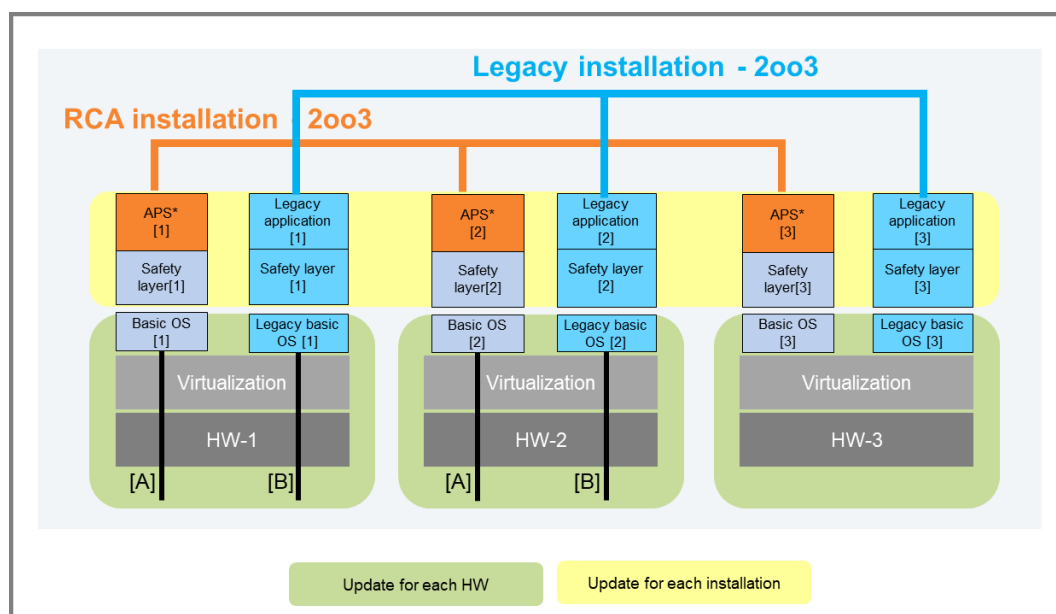 Legacy installation - 2oo3
RCA installation - 2oo3
APS*
[1]
Legacy
application
[1]
APS*
[2]
Legacy
application
[2]
APS*
[3]
Legacy
application
[3]
Safety
layer[1]
Safety layer
[1]
Safety
layer[2]
Safety layer
[2]
Safety
layer[3]
Safety layer
[3]
Basic OS
[1]
Legacy basic
OS [1]
Basic OS
[2]
Legacy basic
OS [2]
Basic OS
[3]
Legacy basic
OS [3]
Virtualization
Virtualization
Virtualization
HW-1
HW-2
HW-3
[A]
[B]
[A]
[B]
Update for each HW
Update for each installation